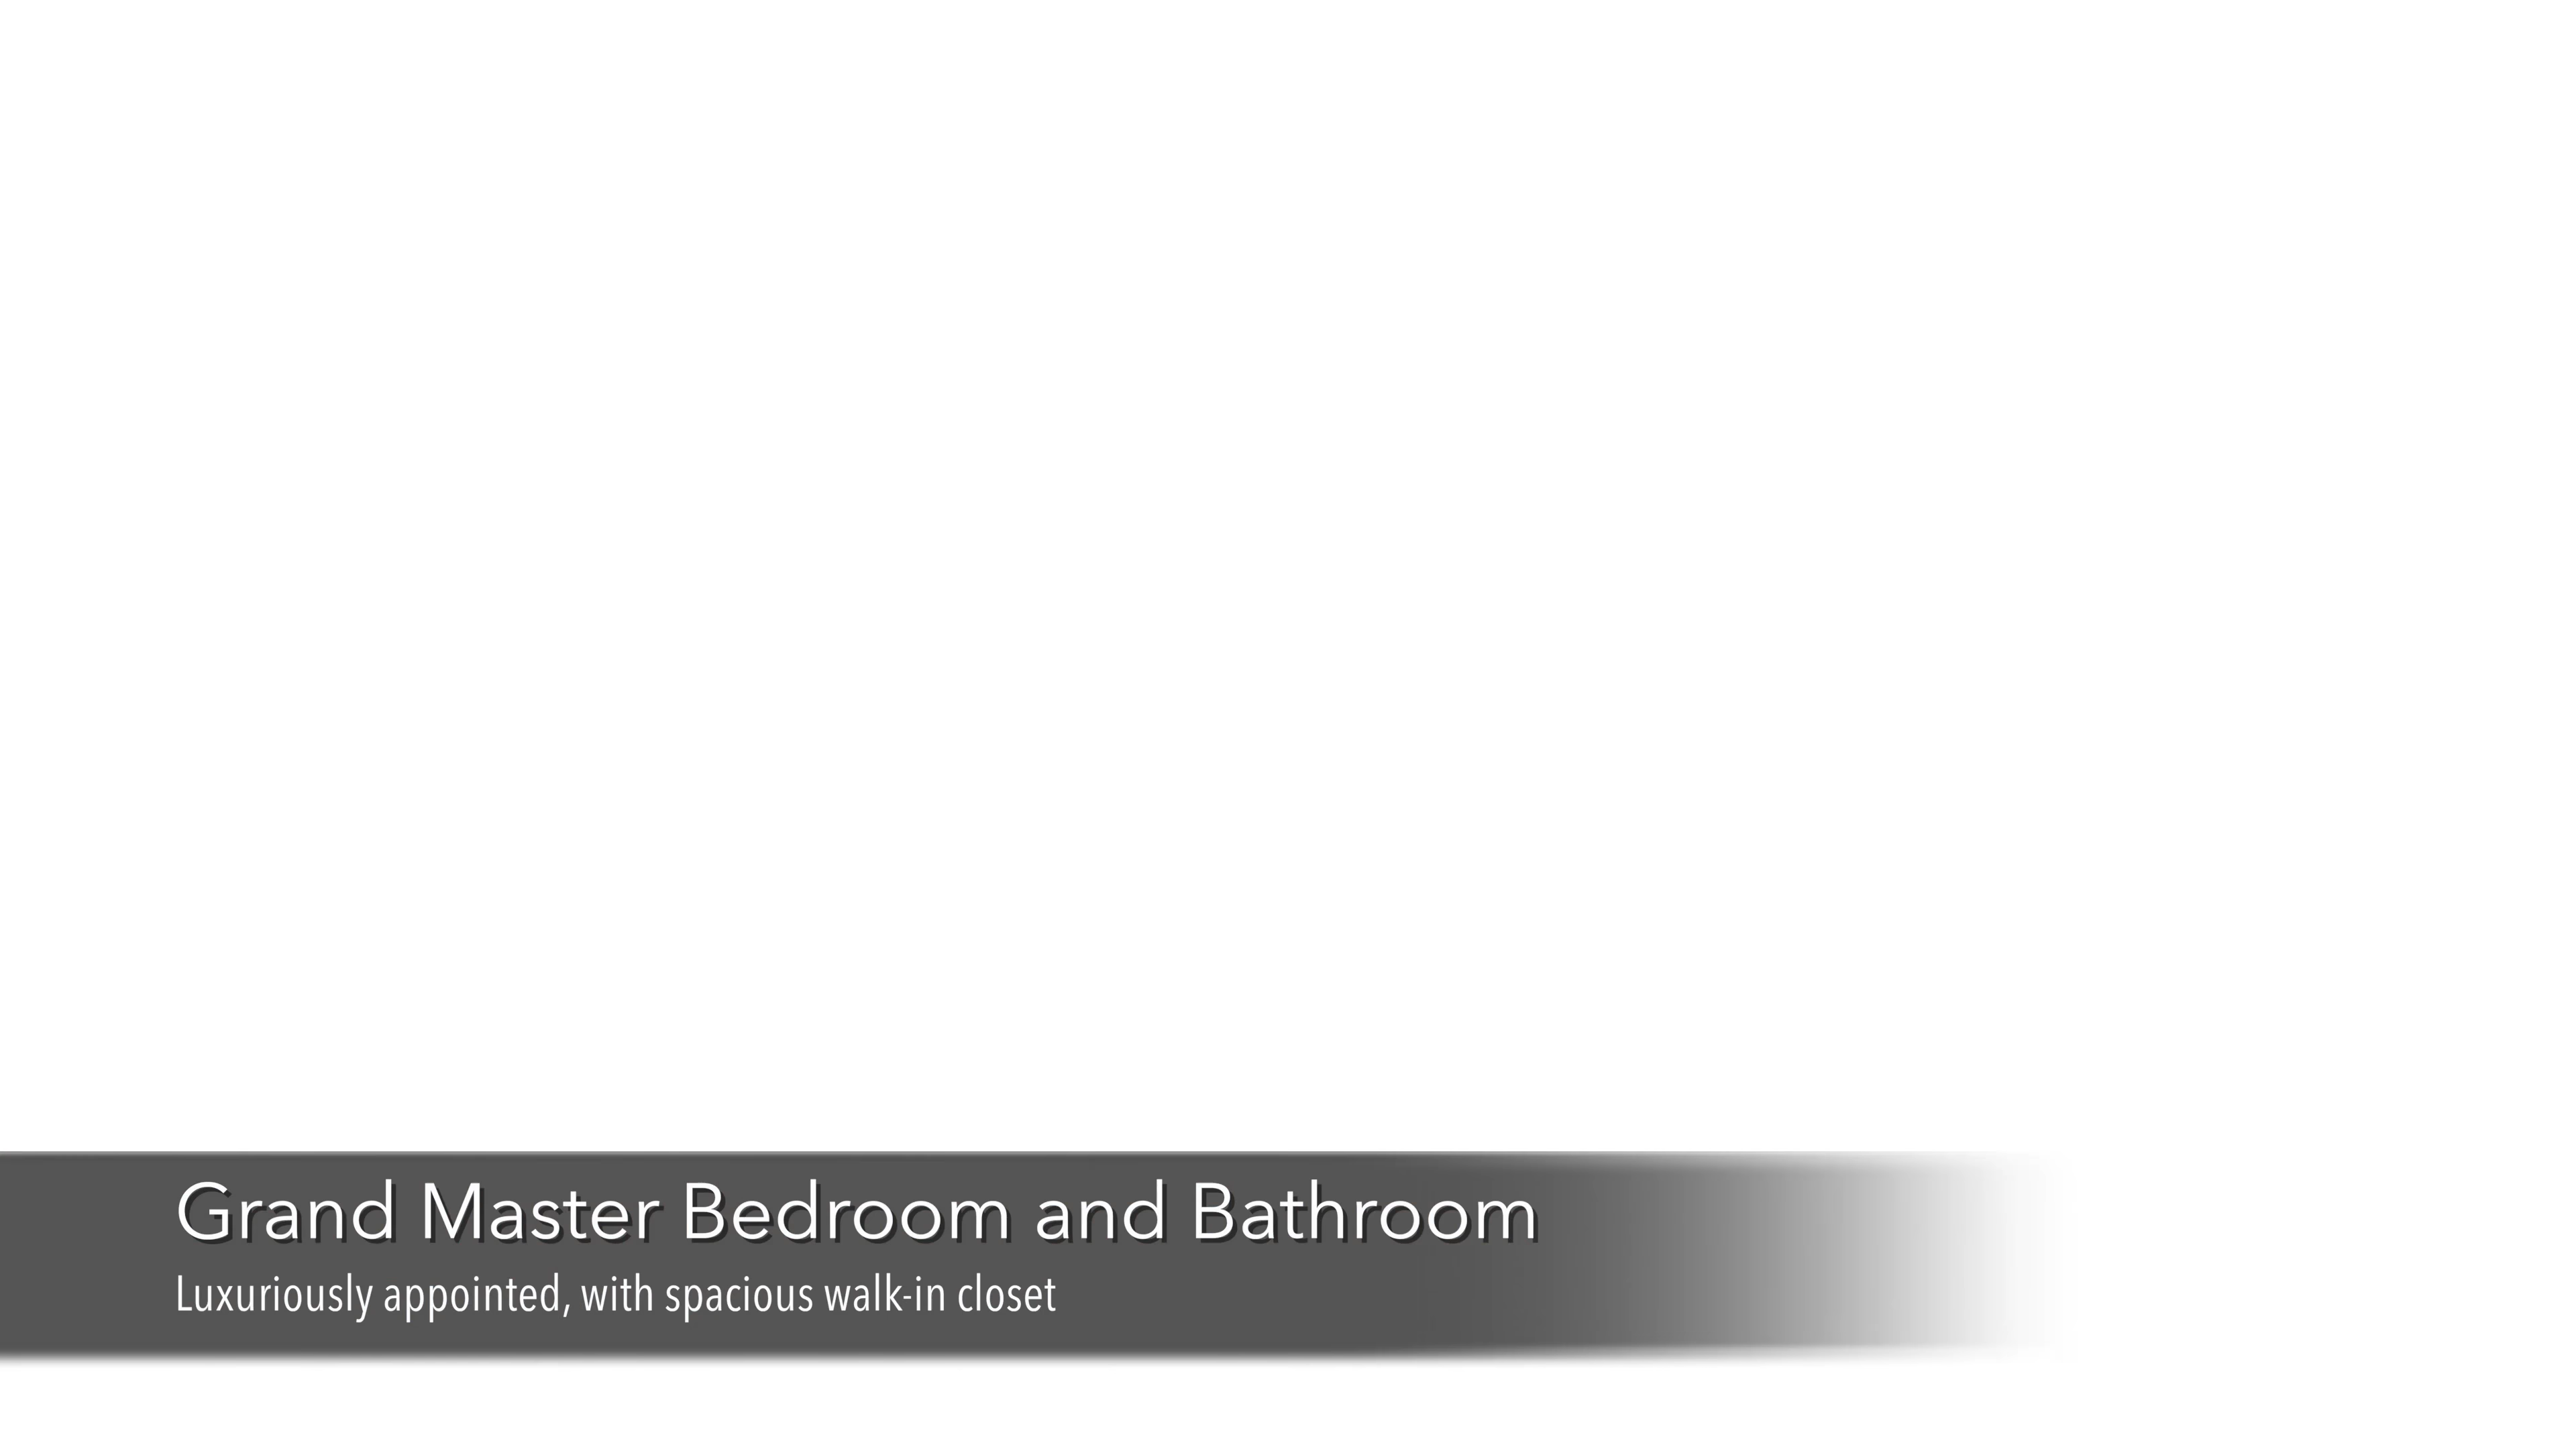 Grand Master Bedroom and Bathroom
Luxuriously appointed, with spacious walk-in closet